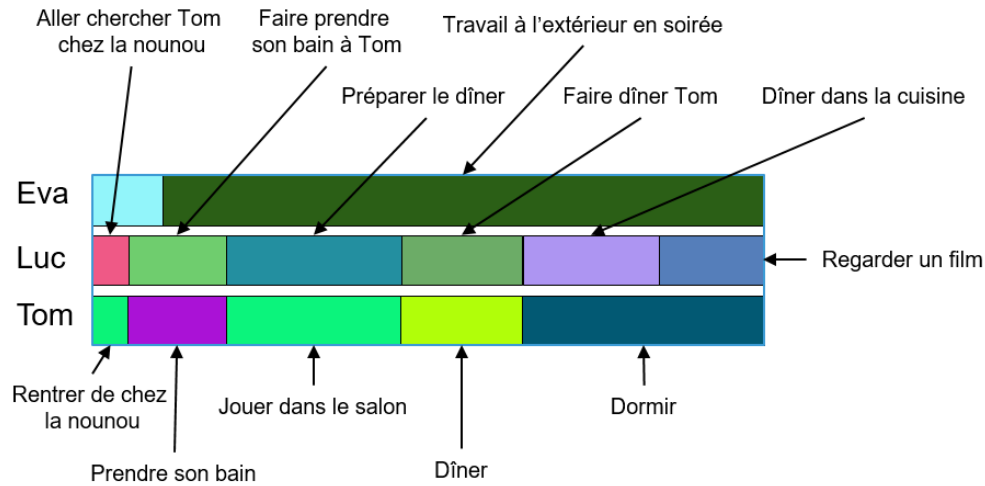 Aller chercher Tom
chez la nounou
Faire prendre
son bain à Tom
Travail à l’extérieur en soirée
Préparer le dîner
Faire dîner Tom
Dîner dans la cuisine
Eva
Luc
Regarder un film
Tom
Rentrer de chez
la nounou
Jouer dans le salon
Dormir
Prendre son bain
Dîner